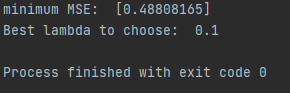 minimum MSE:  [0.48808165]
Best lambda to choose:  0.1
Process finished with exit code 0